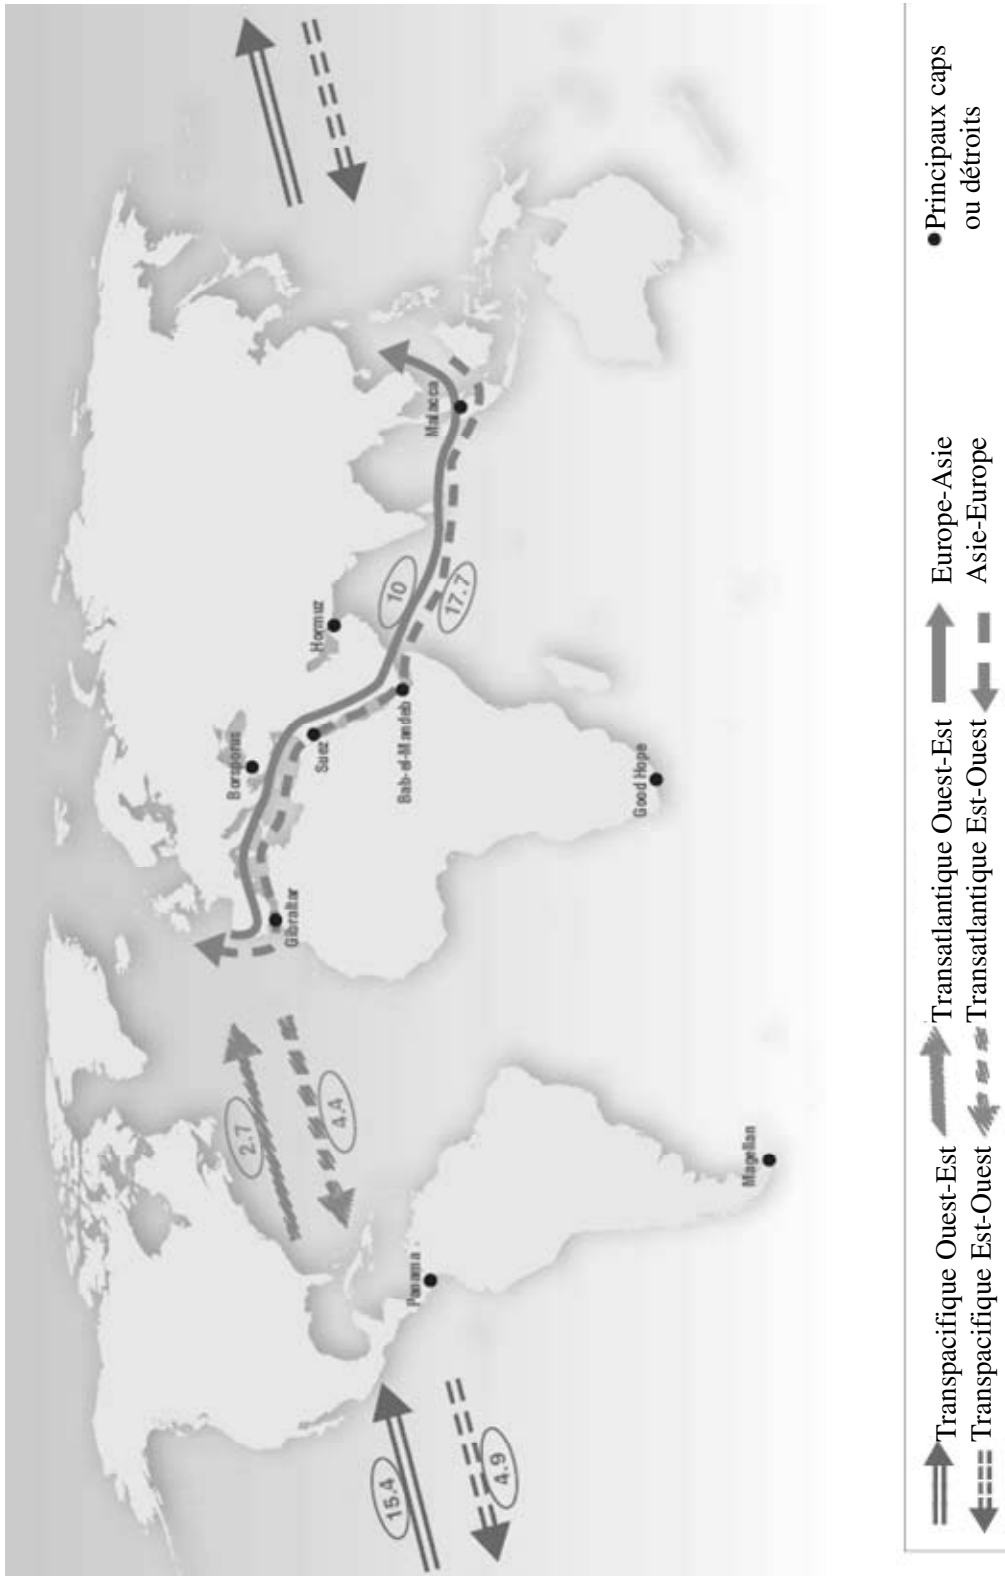 Borsporus
Hormuz
Gibraltar
Suez
Bab-el-Mandeb
Malacca
Panama
Good Hope
Magellan
15.4
4.9
2.7
4.4
10
17.7
Transpacifique Ouest-Est
Transpacifique Est-Ouest
Transatlantique Ouest-Est
Transatlantique Est-Ouest
Europe-Asie
Asie-Europe
Principaux caps
ou détroits